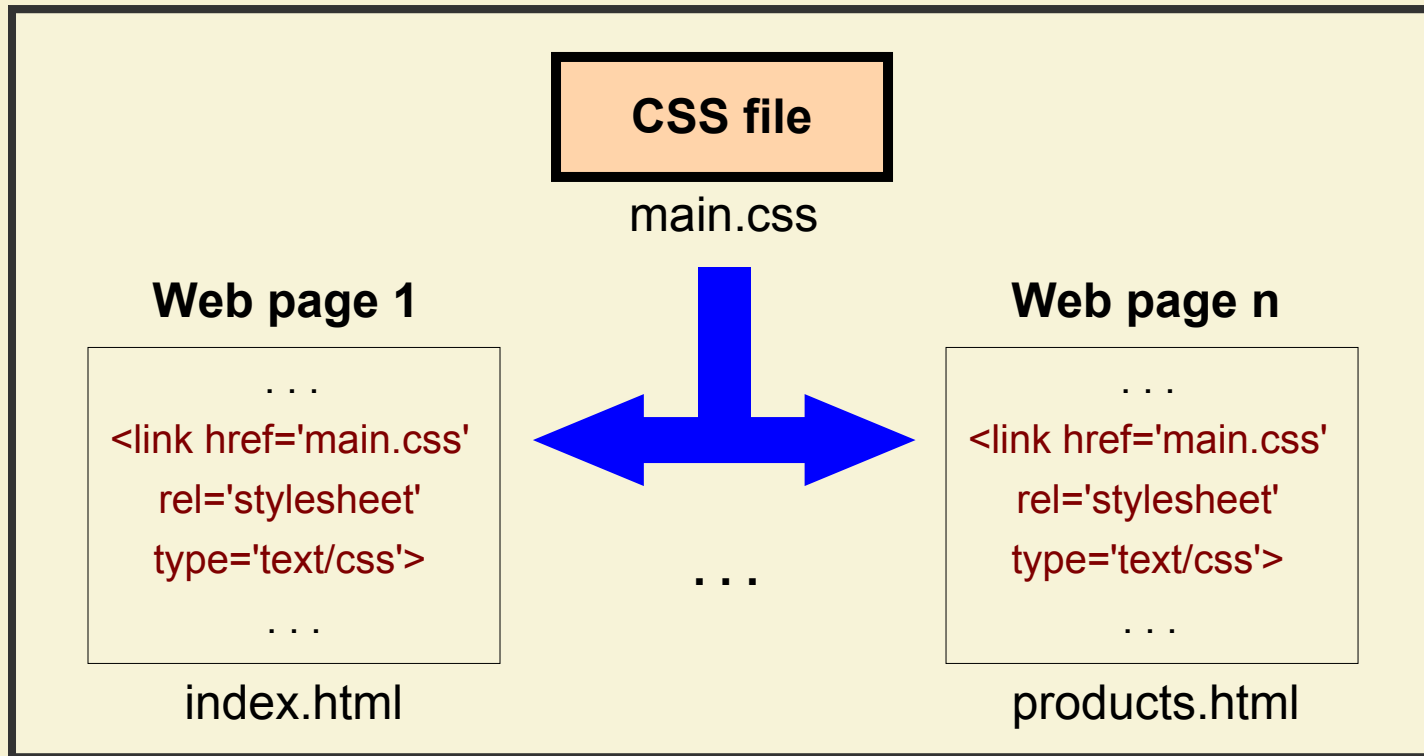 CSS file
main.css
Web page 1
. . .
<link href='main.css'
rel='stylesheet'
type='text/css'>
. . .
index.html
. . .
Web page n
. . .
<link href='main.css'
rel='stylesheet'
type='text/css'>
. . .
products.html